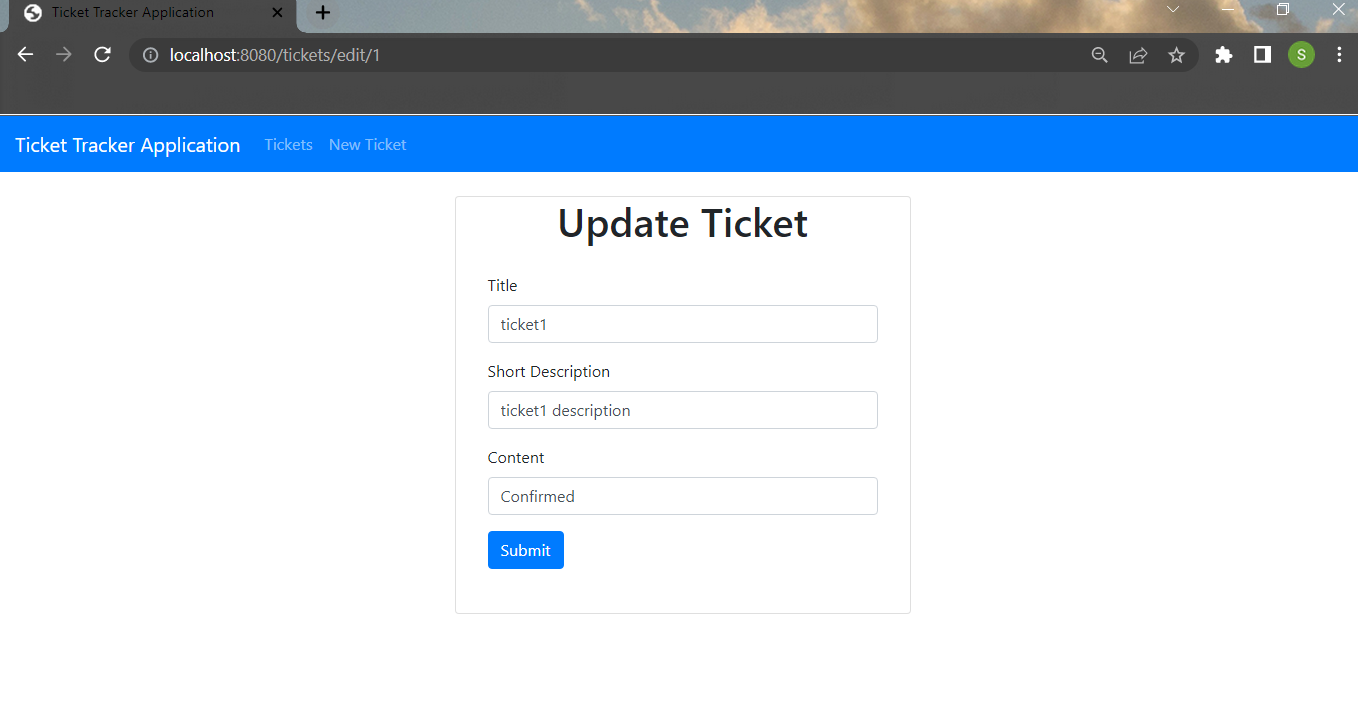 Ticket Tracker Application
localhost:8080/tickets/edit/1
S
Ticket Tracker Application Tickets New Ticket
Update Ticket
Title
ticket1
Short Description
ticket1 description
Content
Confirmed
Submit